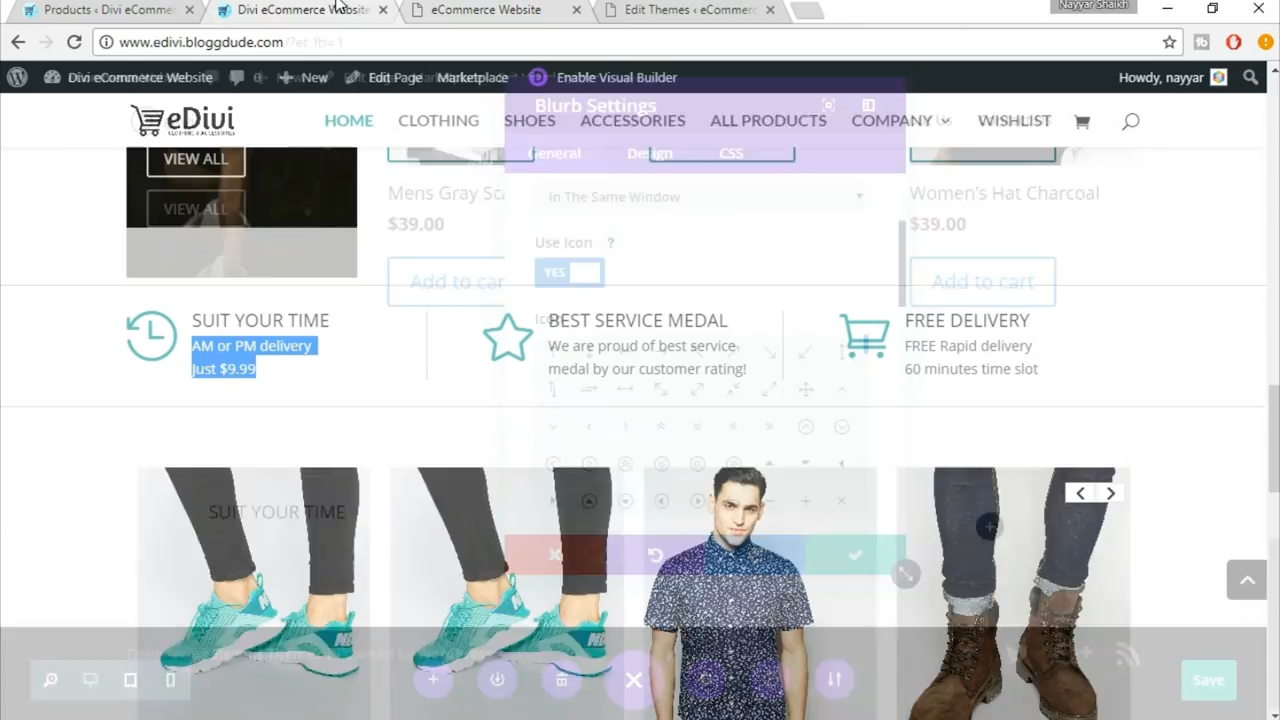 Products ‹ Divi eComme
Divi eCommerce Website
eCommerce Website
Edit Themes ‹ eCommerc
Nayyar Shaikh
www.edivi.bloggdude.com/?et_fb=1
Divi eCommerce Website
0
New
Edit Page
Marketplace
Enable Visual Builder
Howdy, nayyar
eDivi
CLOTHING & ACCESSORIES
HOME
CLOTHING
SHOES
ACCESSORIES
ALL PRODUCTS
COMPANY
WISHLIST
Blurb Settings
General
Design
CSS
VIEW ALL
VIEW ALL
Mens Gray Sca
$39.00
Add to car
In The Same Window
Use Icon ?
YES
Women's Hat Charcoal
$39.00
Add to cart
SUIT YOUR TIME
AM or PM delivery
Just $9.99
BEST SERVICE MEDAL
We are proud of best service
medal by our customer rating!
FREE DELIVERY
FREE Rapid delivery
60 minutes time slot
SUIT YOUR TIME
Save